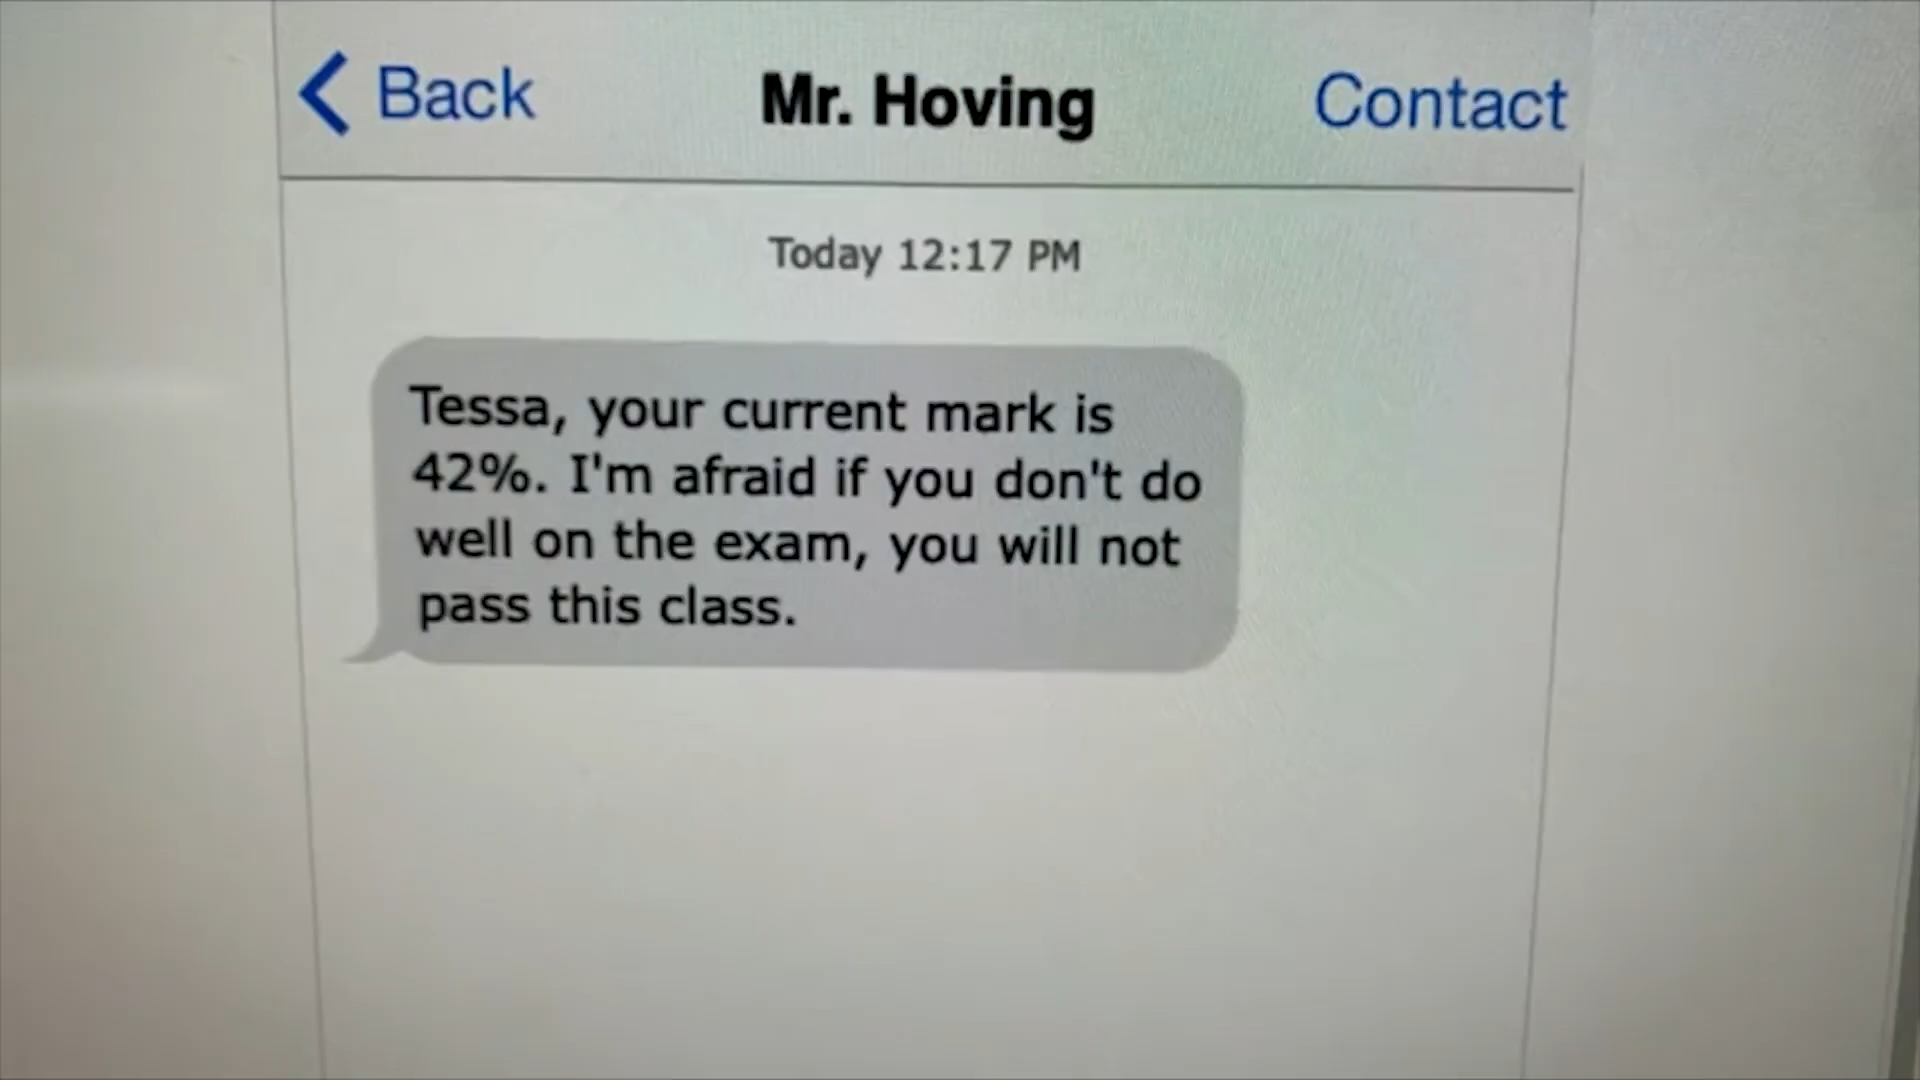 Back Mr. Hoving Contact
Today 12:17 PM
Tessa, your current mark is
42%. I'm afraid if you don't do
well on the exam, you will not
pass this class.